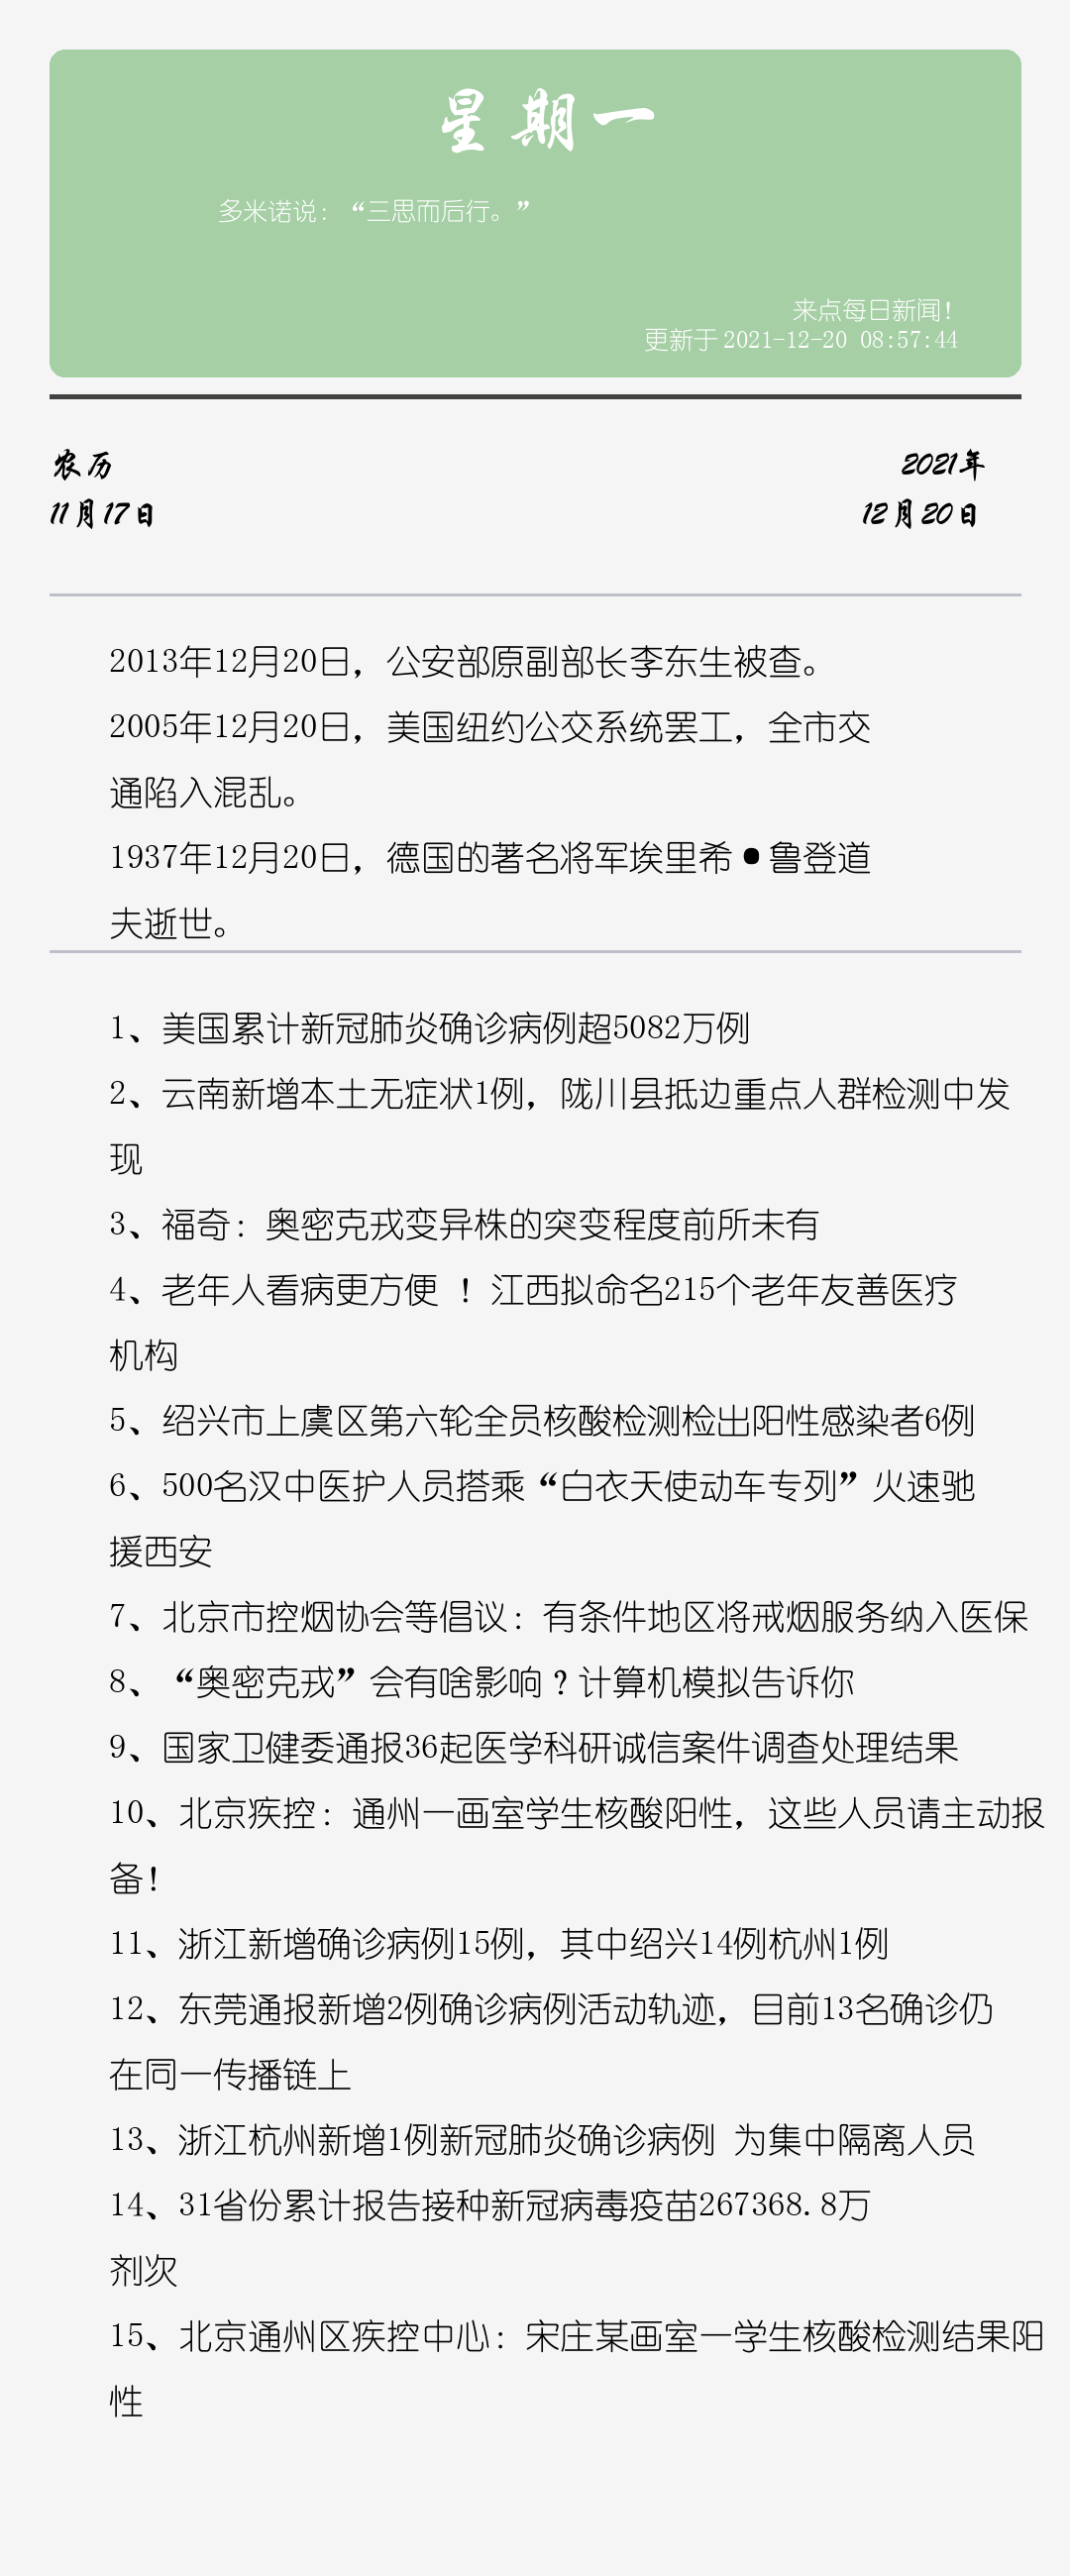 星期一
多米诺说：“三思而后行。”
来点每日新闻！
更新于 2021-12-20 08:57:44
农历
2021年
11月17日
12月20日
2013年12月20日，公安部原副部长李东生被查。
2005年12月20日，美国纽约公交系统罢工，全市交
通陷入混乱。
1937年12月20日，德国的著名将军埃里希•鲁登道
夫逝世。
1、美国累计新冠肺炎确诊病例超5082万例
2、云南新增本土无症状1例，陇川县抵边重点人群检测中发
现
3、福奇：奥密克戎变异株的突变程度前所未有
4、老年人看病更方便 ！江西拟命名215个老年友善医疗
机构
5、绍兴市上虞区第六轮全员核酸检测检出阳性感染者6例
6、500名汉中医护人员搭乘“白衣天使动车专列”火速驰
援西安
7、北京市控烟协会等倡议：有条件地区将戒烟服务纳入医保
8、“奥密克戎”会有啥影响？计算机模拟告诉你
9、国家卫健委通报36起医学科研诚信案件调查处理结果
10、北京疾控：通州一画室学生核酸阳性，这些人员请主动报
备！
11、浙江新增确诊病例15例，其中绍兴14例杭州1例
12、东莞通报新增2例确诊病例活动轨迹，目前13名确诊仍
在同一传播链上
13、浙江杭州新增1例新冠肺炎确诊病例 为集中隔离人员
14、31省份累计报告接种新冠病毒疫苗267368.8万
剂次
15、北京通州区疾控中心：宋庄某画室一学生核酸检测结果阳
性